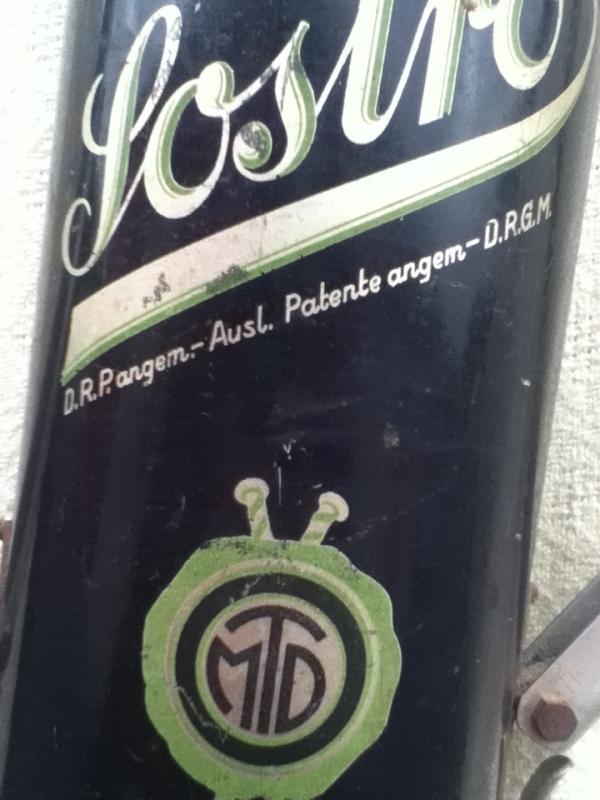 Lostro
D.R.P. angem.- Ausl. Patente angem- D.R.G.M.
MTD